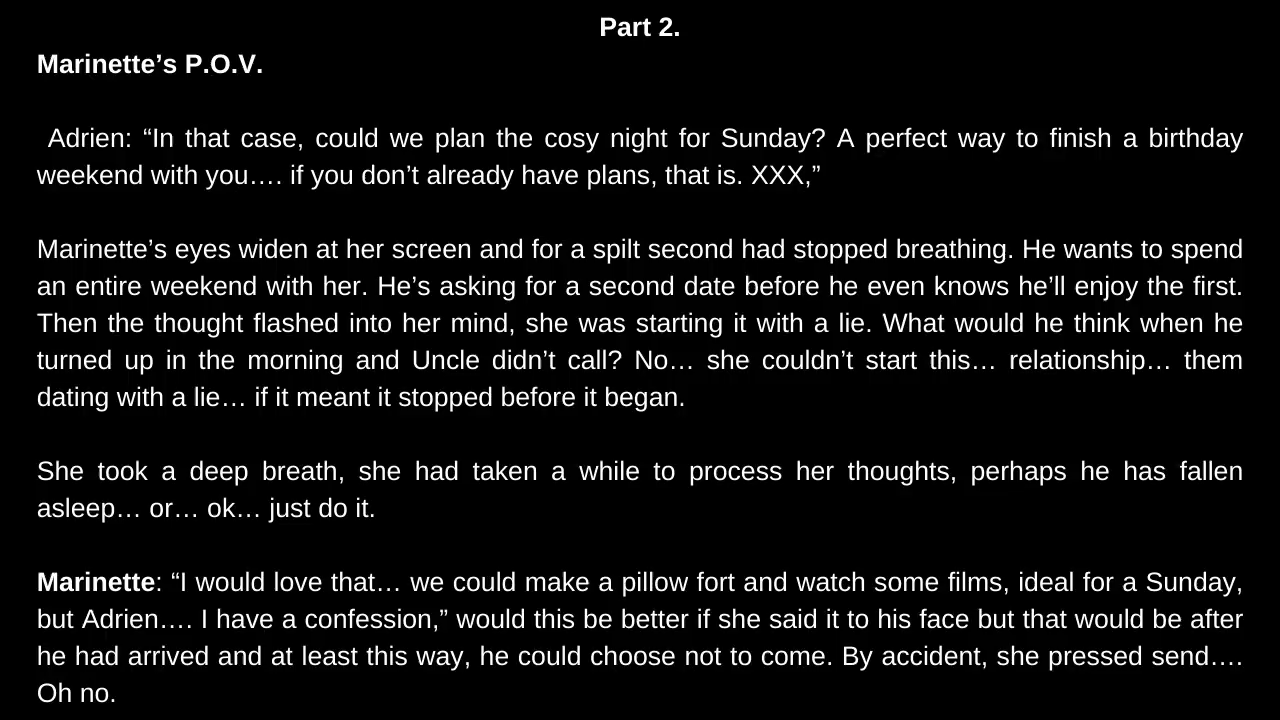 Part 2.
Marinette’s P.O.V.
Adrien: “In that case, could we plan the cosy night for Sunday? A perfect way to finish a birthday
weekend with you…. if you don’t already have plans, that is. XXX,”
Marinette’s eyes widen at her screen and for a spilt second had stopped breathing. He wants to spend
an entire weekend with her. He’s asking for a second date before he even knows he’ll enjoy the first.
Then the thought flashed into her mind, she was starting it with a lie. What would he think when he
turned up in the morning and Uncle didn’t call? No… she couldn’t start this… relationship… them
dating with a lie… if it meant it stopped before it began.
She took a deep breath, she had taken a while to process her thoughts, perhaps he has fallen
asleep… or… ok… just do it.
Marinette: “I would love that… we could make a pillow fort and watch some films, ideal for a Sunday,
but Adrien…. I have a confession,” would this be better if she said it to his face but that would be after
he had arrived and at least this way, he could choose not to come. By accident, she pressed send….
Oh no.